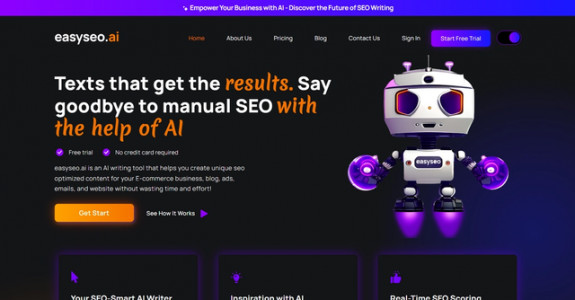 Empower Your Business with AI - Discover the Future of SEO Writing
easyseo.ai
Home
About Us
Pricing
Blog
Contact Us
Sign In
Start Free Trial
Texts that get the results. Say
goodbye to manual SEO with
the help of AI
Free trial
No credit card required
easyseo.ai is an AI writing tool that helps you create unique seo
optimized content for your E-commerce business, blog, ads,
emails, and website without wasting time and effort!
Get Start
See How It Works
easyseo
Your SEO-Smart AI Writer
Inspiration with AI
Real-Time SEO Scoring